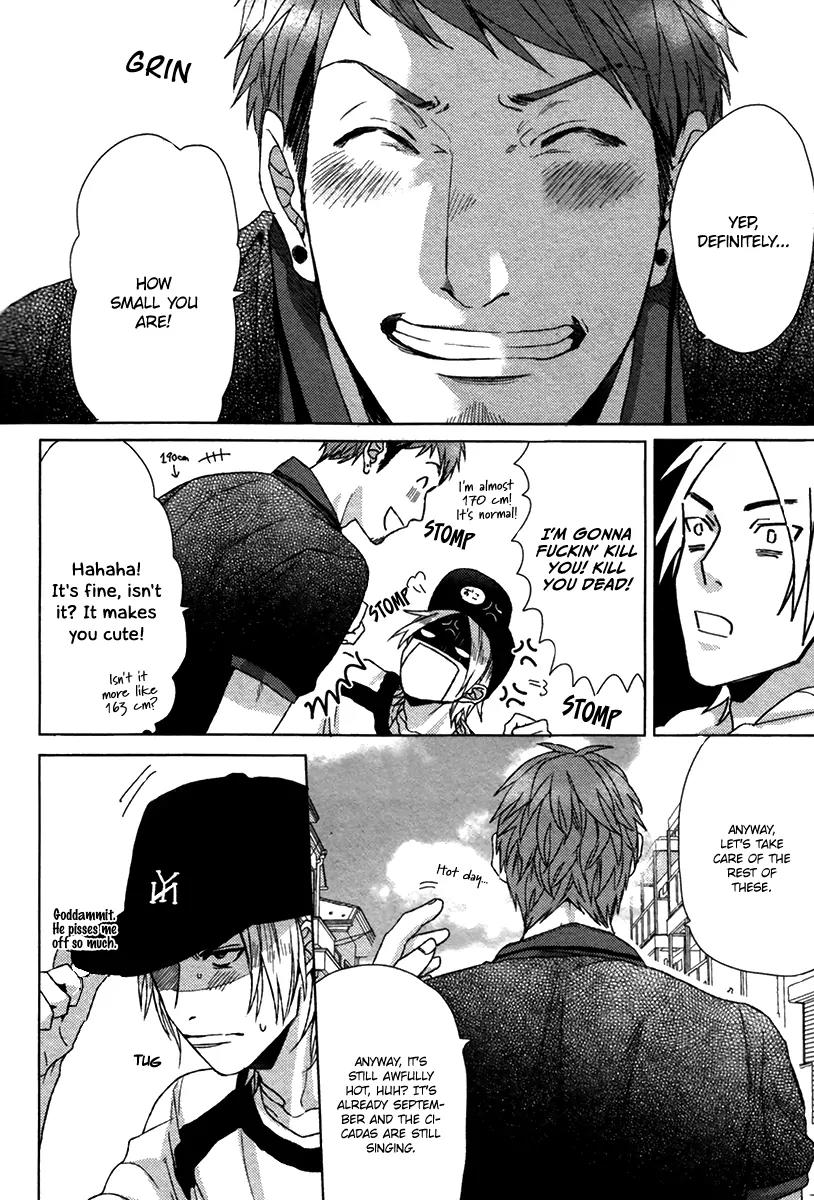 GRIN
YEP,
DEFINITELY...
HOW
SMALL YOU
ARE!
I'M GONNA
FUCKIN' KILL
YOU! KILL
YOU DEAD!
I'm almost
170 cm!
It's normal!
STOMP
STOMP
STOMP
190cm
Hahaha!
It's fine, isn't
it? It makes
you cute!
Isn't it
more like
163 cm?
ANYWAY,
LET'S TAKE
CARE OF THE
REST OF
THESE.
Hot day...
ANYWAY, IT'S
STILL AWFULLY
HOT, HUH? IT'S
ALREADY SEPTEM-
BER AND THE CI-
CADAS ARE STILL
SINGING.
Goddammit.
He pisses me
off so much.
TUG